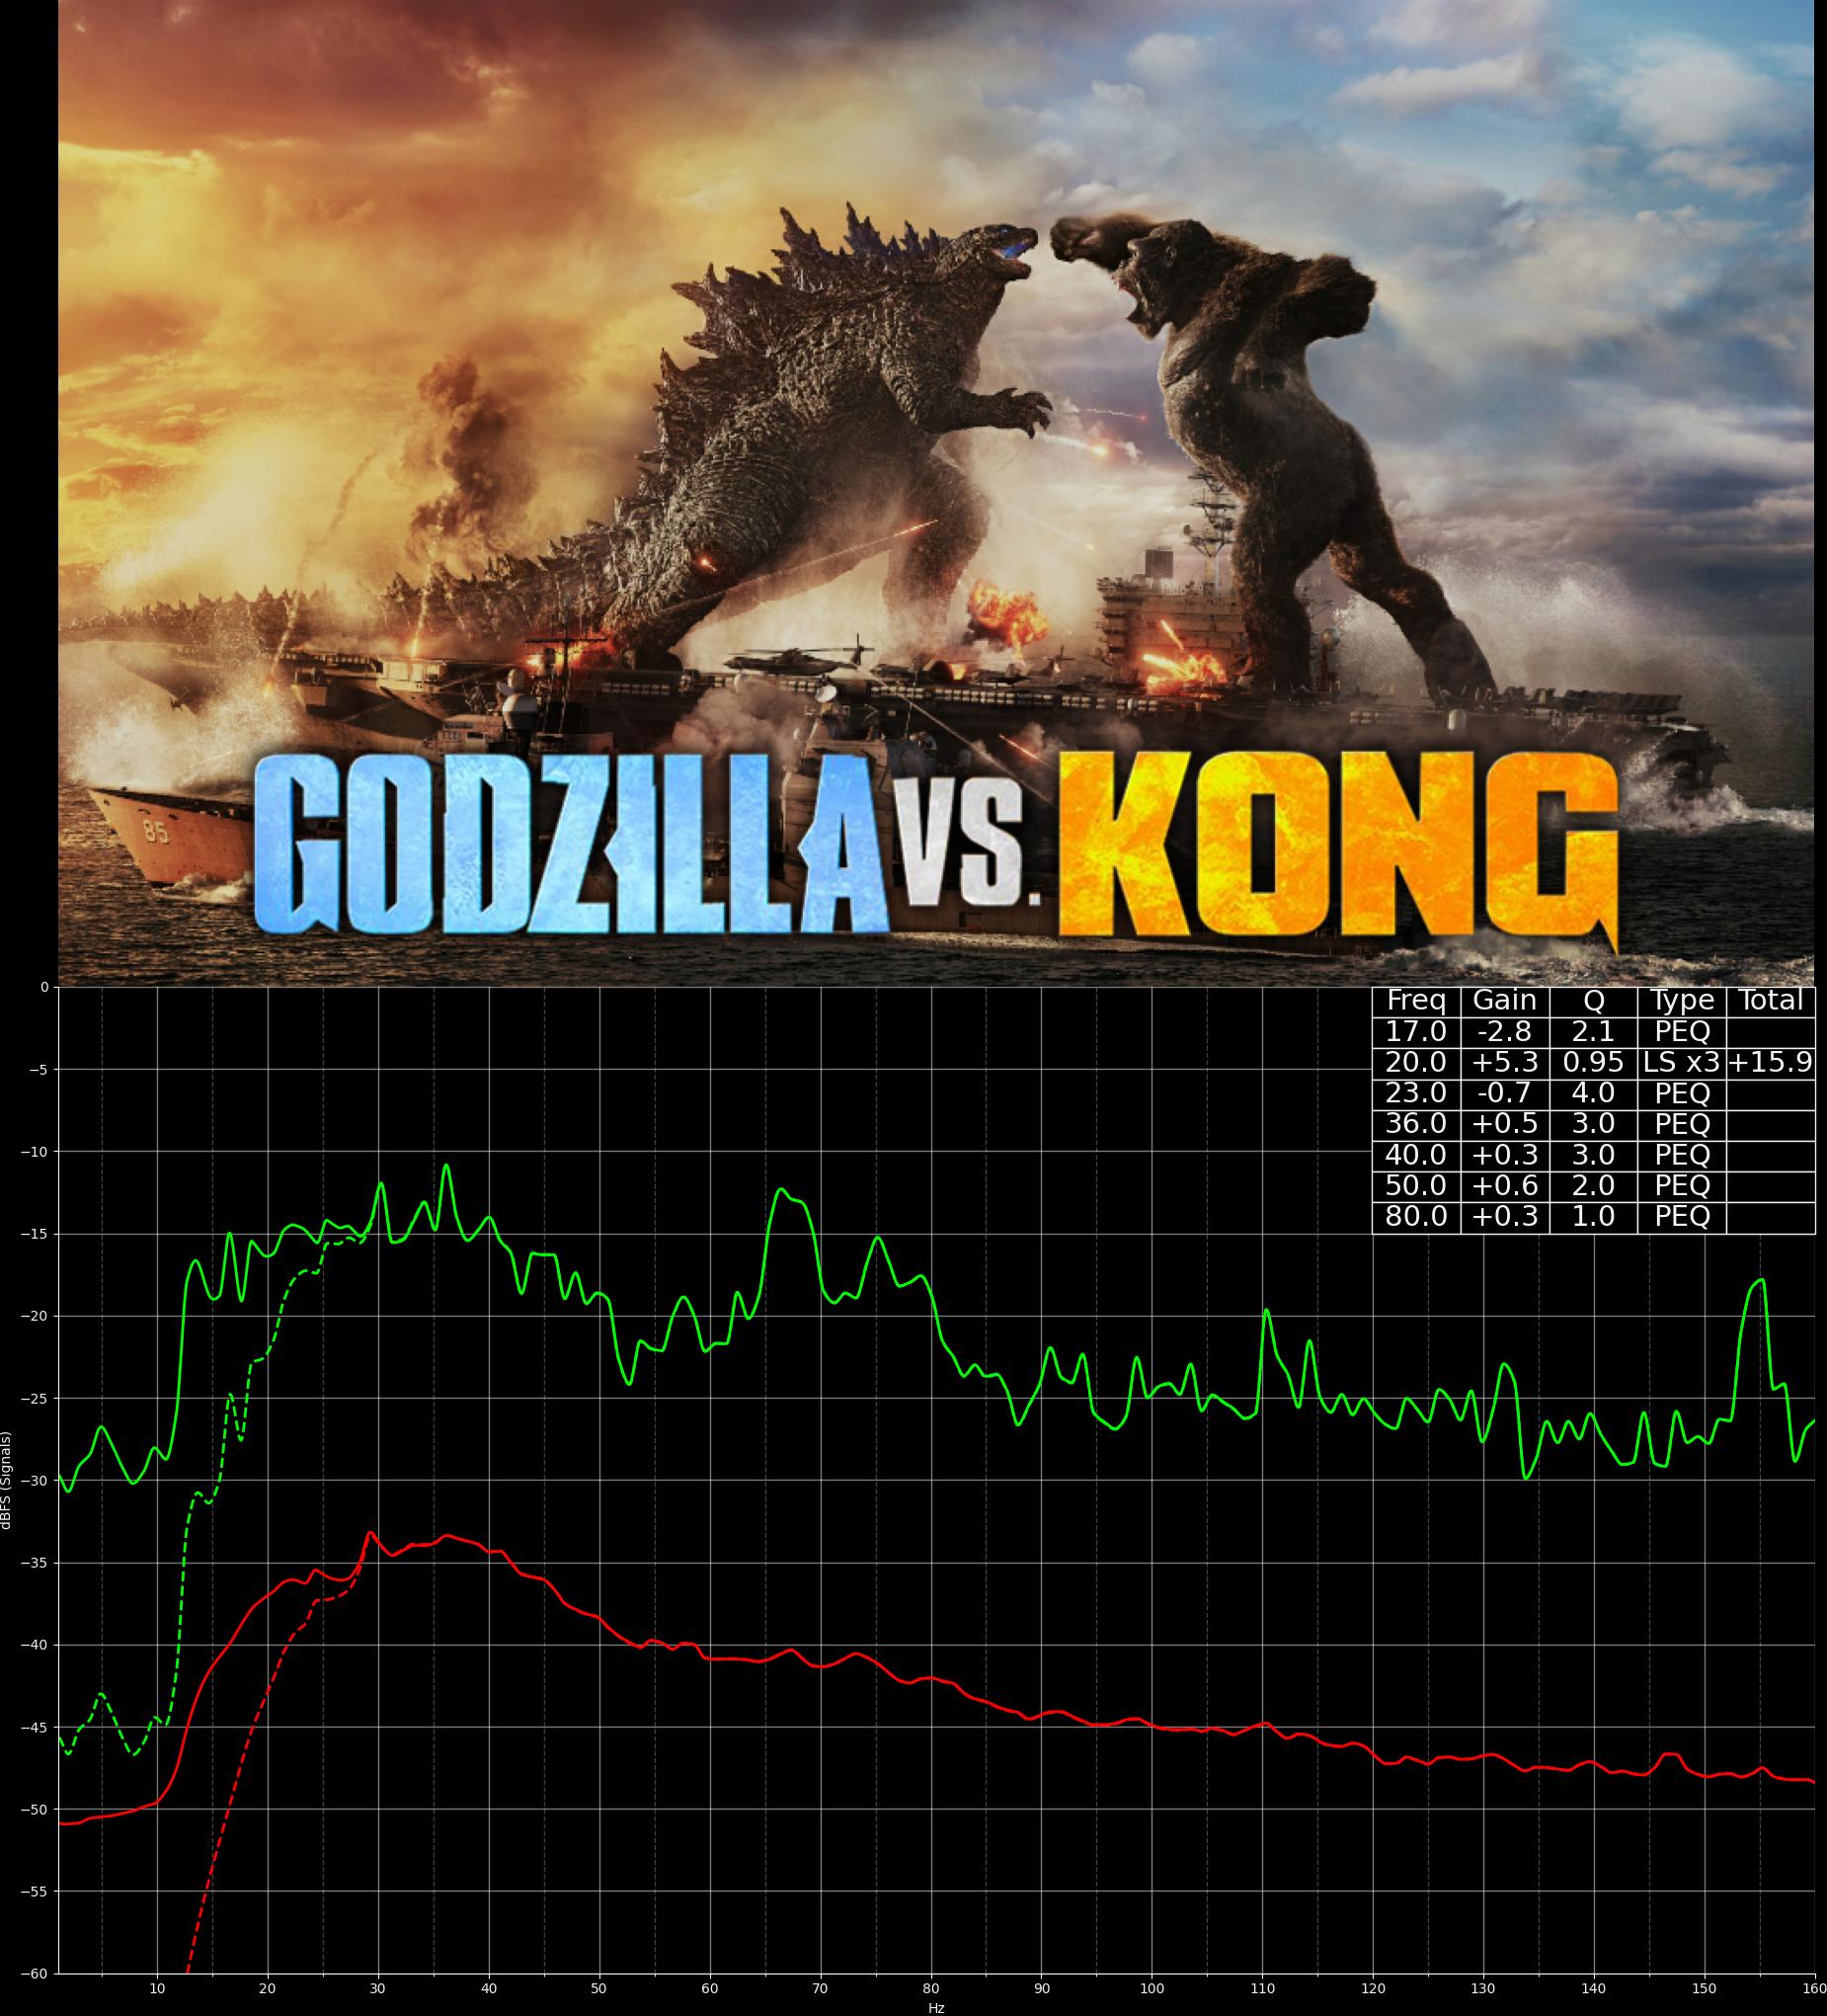 85
GODZILLA VS. KONG
Freq Gain Q Type Total
17.0 -2.8 2.1 PEQ
20.0 +5.3 0.95 LS x3 +15.9
23.0 -0.7 4.0 PEQ
36.0 +0.5 3.0 PEQ
40.0 +0.3 3.0 PEQ
50.0 +0.6 2.0 PEQ
80.0 +0.3 1.0 PEQ
0
−5
−10
−15
−20
−25
−30
−35
−40
−45
−50
−55
−60
dBFS (Signals)
10 20 30 40 50 60 70 80 90 100 110 120 130 140 150 160
Hz